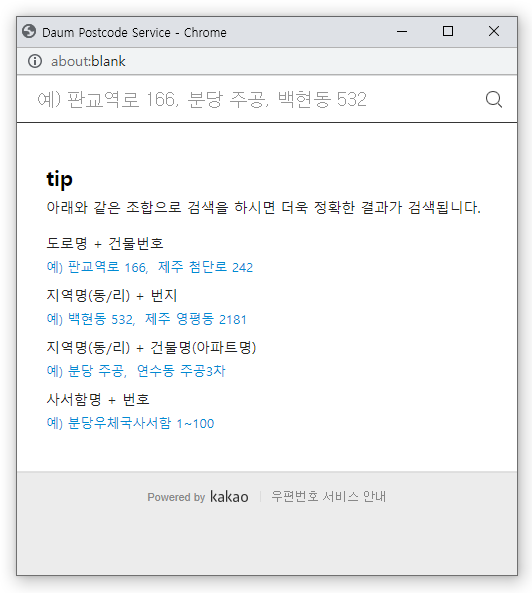 Daum Postcode Service - Chrome
about:blank
예) 판교역로 166, 분당 주공, 백현동 532
tip
아래와 같은 조합으로 검색을 하시면 더욱 정확한 결과가 검색됩니다.
도로명 + 건물번호
예) 판교역로 166, 제주 첨단로 242
지역명(동/리) + 번지
예) 백현동 532, 제주 영평동 2181
지역명(동/리) + 건물명(아파트명)
예) 분당 주공, 연수동 주공3차
사서함명 + 번호
예) 분당우체국사서함 1~100
Powered by kakao | 우편번호 서비스 안내